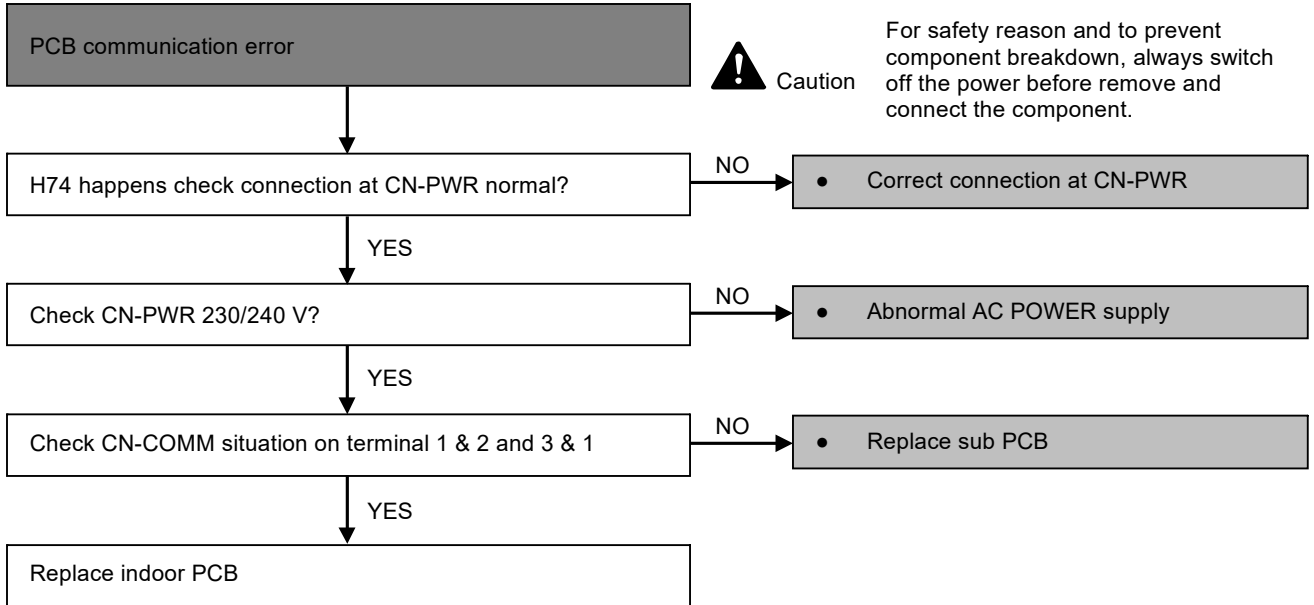 PCB communication error
Caution
For safety reason and to prevent
component breakdown, always switch
off the power before remove and
connect the component.
H74 happens check connection at CN-PWR normal?
NO
● Correct connection at CN-PWR
YES
Check CN-PWR 230/240 V?
NO
● Abnormal AC POWER supply
YES
Check CN-COMM situation on terminal 1 & 2 and 3 & 1
NO
● Replace sub PCB
YES
Replace indoor PCB